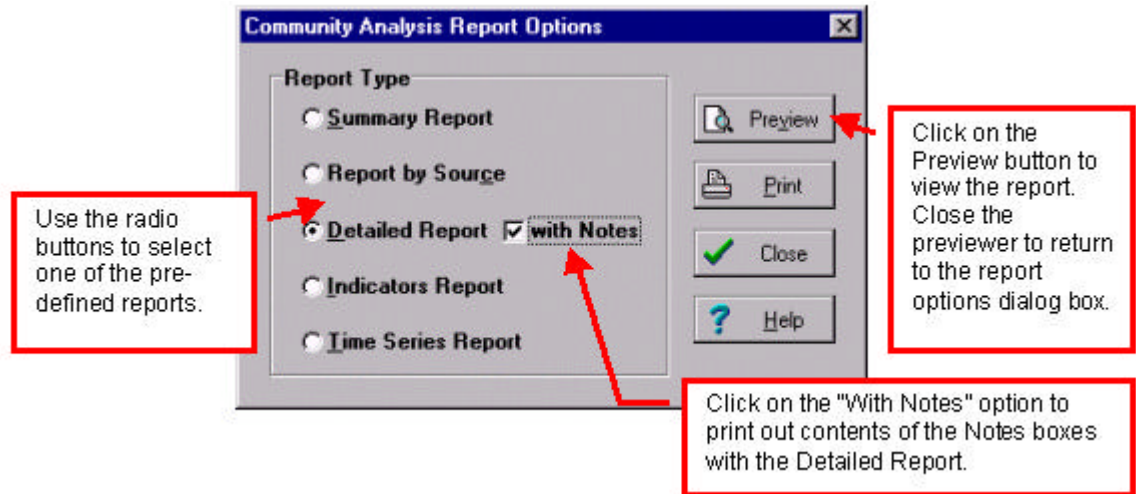 Community Analysis Report Options
Report Type
Summary Report
Report by Source
Detailed Report with Notes
Indicators Report
Time Series Report
Preview
Print
Close
Help
Use the radio
buttons to select
one of the pre-
defined reports.
Click on the
Preview button to
view the report.
Close the
previewer to return
to the report
options dialog box.
Click on the "With Notes" option to
print out contents of the Notes boxes
with the Detailed Report.